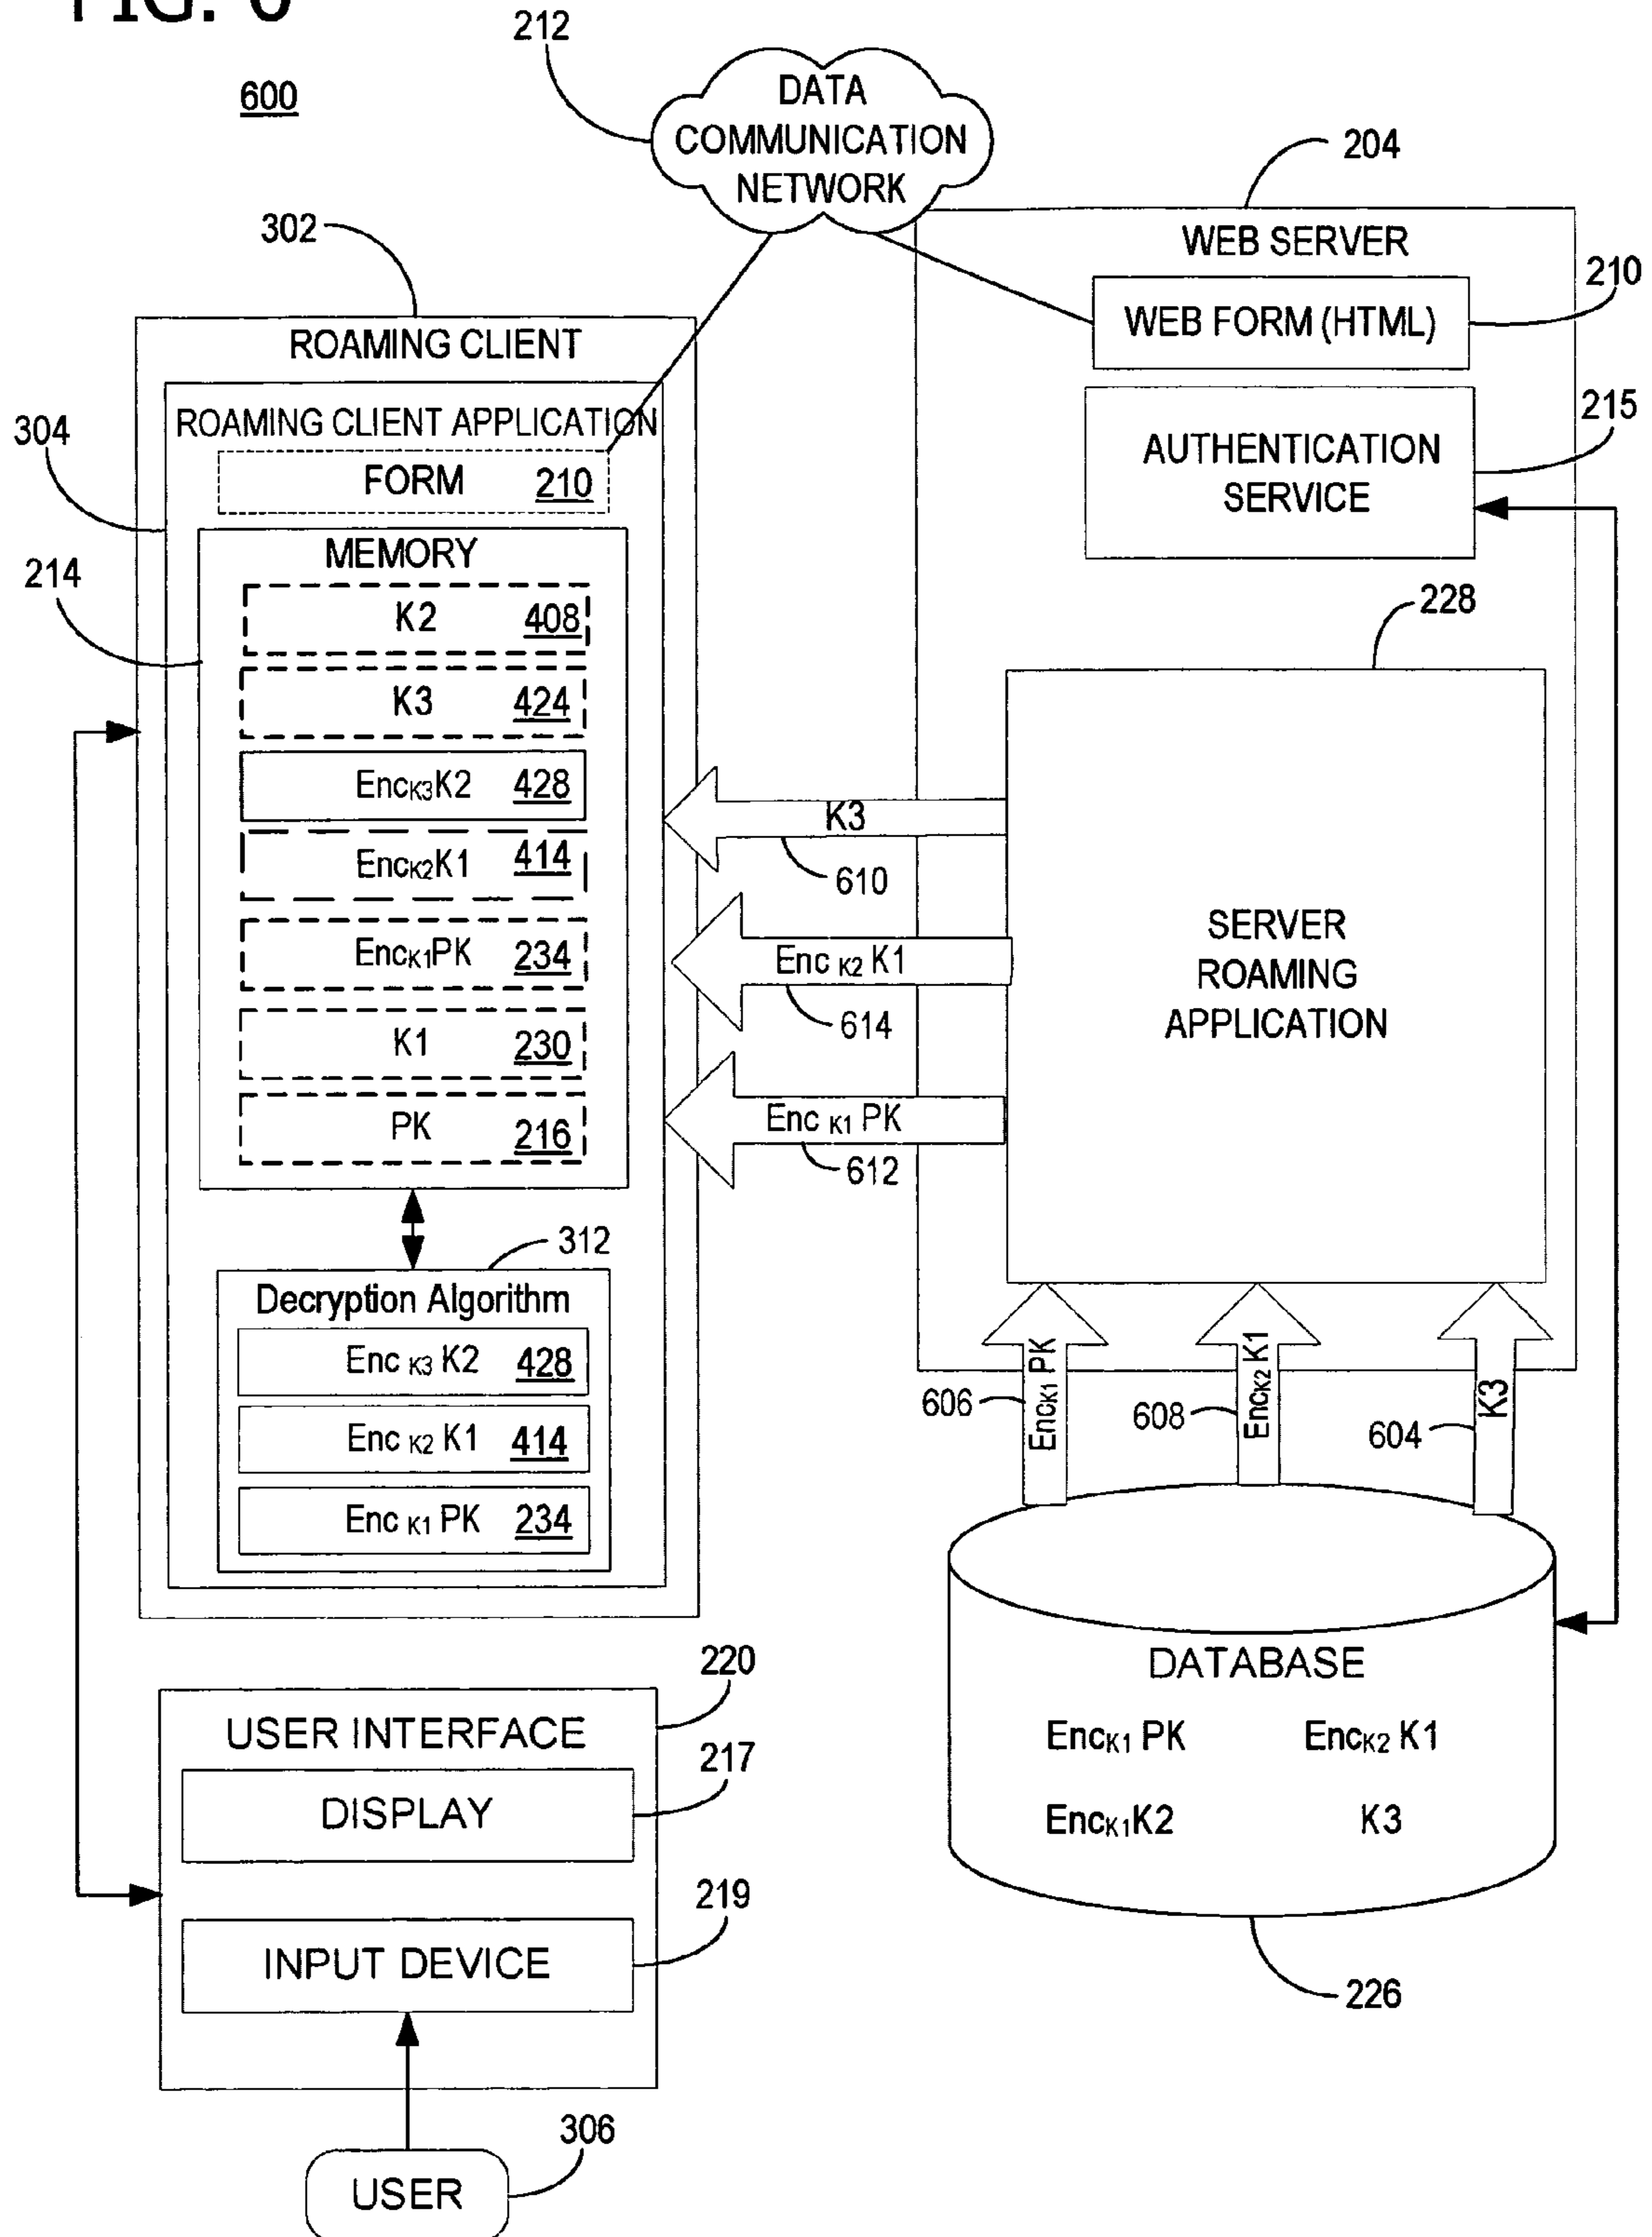 FIG. 6
600
212
DATA
COMMUNICATION
NETWORK
204
WEB SERVER
210
WEB FORM (HTML)
215
AUTHENTICATION
SERVICE
302
ROAMING CLIENT
304
ROAMING CLIENT APPLICATION
FORM 210
214
MEMORY
K2 408
K3 424
EncK3K2 428
EncK2K1 414
EncK1PK 234
K1 230
PK 216
228
SERVER
ROAMING
APPLICATION
K3
610
Enc K2 K1
614
Enc K1 PK
612
312
Decryption Algorithm
Enc K3 K2 428
Enc K2 K1 414
Enc K1 PK 234
606
EncK1 PK
608
EncK2 K1
604
K3
DATABASE
EncK1 PK EncK2 K1
EncK1K2 K3
226
220
USER INTERFACE
217
DISPLAY
219
INPUT DEVICE
306
USER